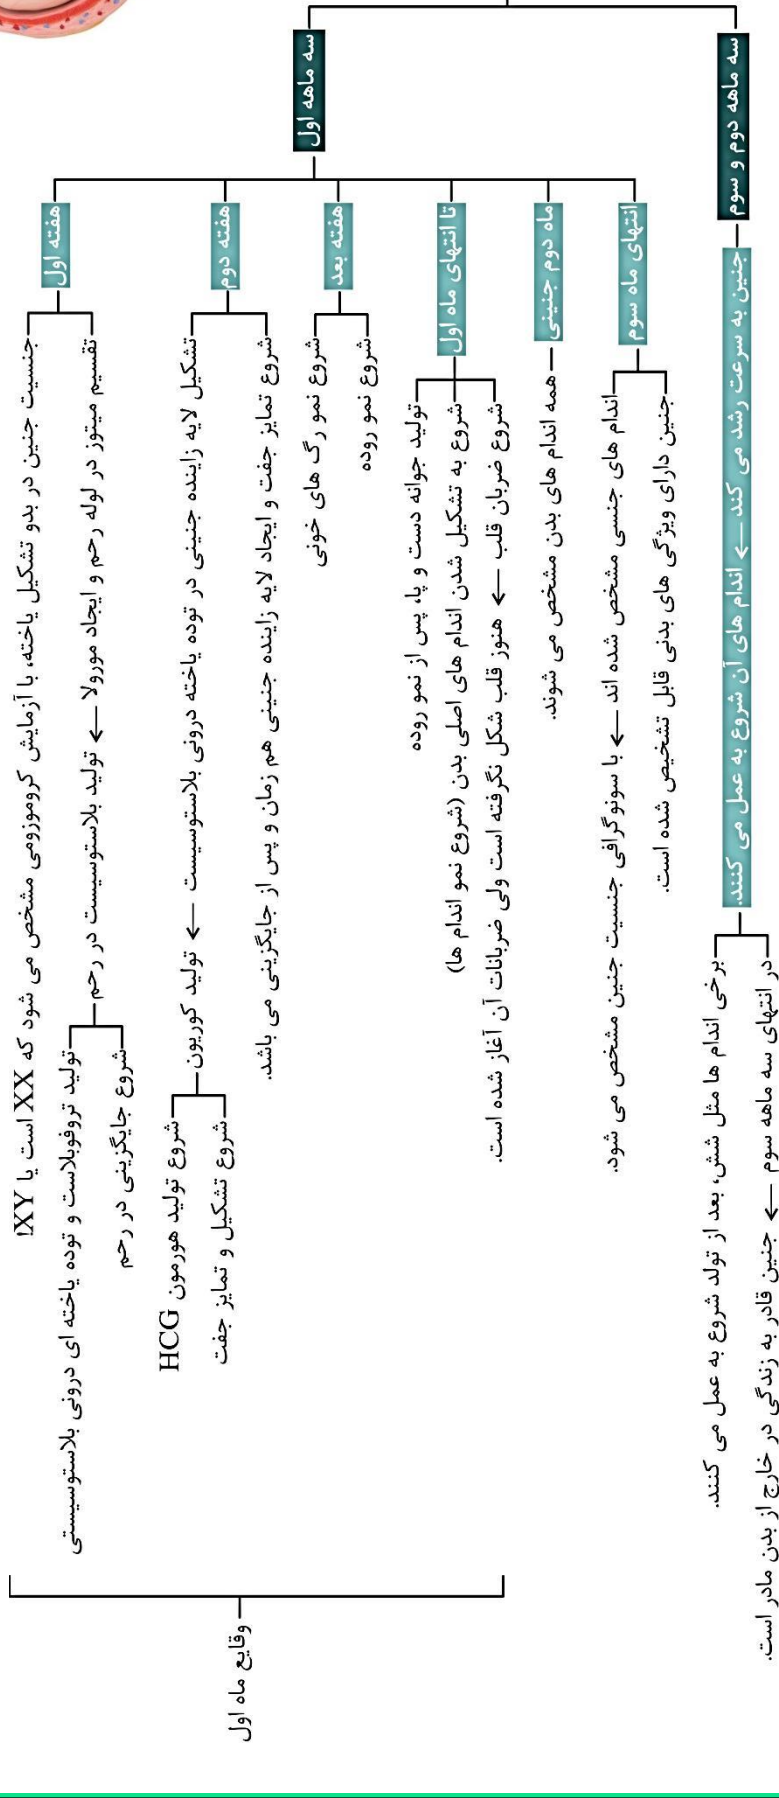 سه ماهه اول
هفته اول
جنسیت جنین در بدو تشکیل یاخته، با آزمایش کروموزومی مشخص می شود که XX است یا XY!
تقسیم میتوز در لوله رحم و ایجاد مورولا ← تولید بلاستوسیست در رحم
تولید تروفوبلاست و توده یاخته ای درونی بلاستوسیستی
شروع جایگزینی در رحم
هفته دوم
تشکیل لایه زاینده جنینی در توده یاخته درونی بلاستوسیست ← تولید کوریون
شروع تولید هورمون HCG
شروع تشکیل و تمایز جفت
شروع تمایز جفت و ایجاد لایه زاینده جنینی هم زمان و پس از جایگزینی می باشد.
هفته بعد
شروع نمو رگ های خونی
شروع نمو روده
تا انتهای ماه اول
تولید جوانه دست و پا، پس از نمو روده
شروع به تشکیل شدن اندام های اصلی بدن (شروع نمو اندام ها)
شروع ضربان قلب ← هنوز قلب شکل نگرفته است ولی ضربانات آن آغاز شده است.
وقایع ماه اول
ماه دوم جنینی
همه اندام های بدن مشخص می شوند.
انتهای ماه سوم
اندام های جنسی مشخص شده اند ← با سونوگرافی جنسیت جنین مشخص می شود.
جنین دارای ویژگی های بدنی قابل تشخیص شده است.
سه ماهه دوم و سوم
جنین به سرعت رشد می کند ← اندام های آن شروع به عمل می کنند.
برخی اندام ها مثل شش، بعد از تولد شروع به عمل می کنند.
در انتهای سه ماهه سوم ← جنین قادر به زندگی در خارج از بدن مادر است.